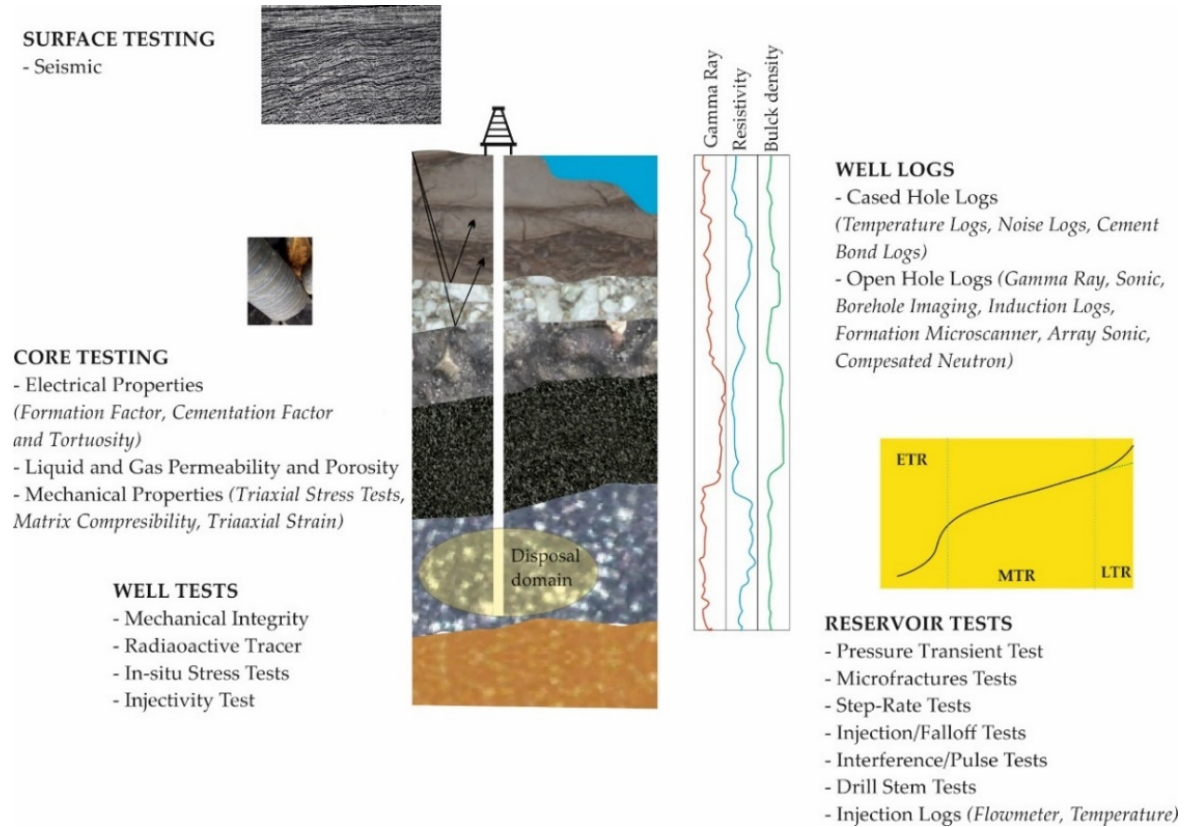 SURFACE TESTING
- Seismic
CORE TESTING
- Electrical Properties
(Formation Factor, Cementation Factor
and Tortuosity)
- Liquid and Gas Permeability and Porosity
- Mechanical Properties (Triaxial Stress Tests,
Matrix Compresibility, Triaaxial Strain)
WELL TESTS
- Mechanical Integrity
- Radiaoactive Tracer
- In-situ Stress Tests
- Injectivity Test
Disposal
domain
Gamma Ray
Resistivity
Bulck density
WELL LOGS
- Cased Hole Logs
(Temperature Logs, Noise Logs, Cement
Bond Logs)
- Open Hole Logs (Gamma Ray, Sonic,
Borehole Imaging, Induction Logs,
Formation Microscanner, Array Sonic,
Compesated Neutron)
ETR
MTR
LTR
RESERVOIR TESTS
- Pressure Transient Test
- Microfractures Tests
- Step-Rate Tests
- Injection/Falloff Tests
- Interference/Pulse Tests
- Drill Stem Tests
- Injection Logs (Flowmeter, Temperature)